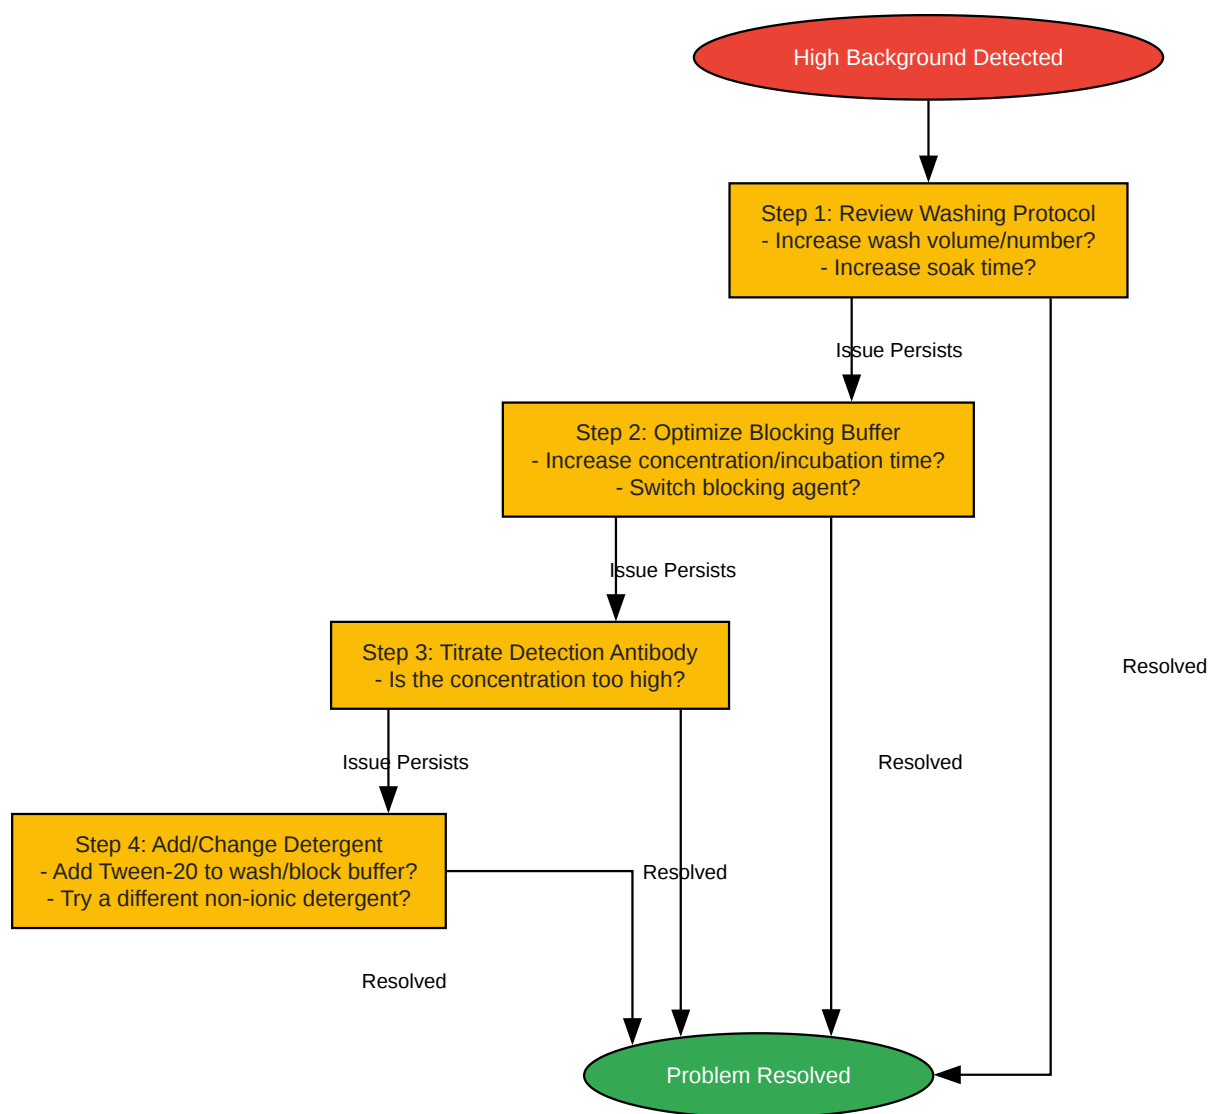 High Background Detected
Step 1: Review Washing Protocol
- Increase wash volume/number?
- Increase soak time?
Issue Persists
Step 2: Optimize Blocking Buffer
- Increase concentration/incubation time?
- Switch blocking agent?
Issue Persists
Step 3: Titrate Detection Antibody
- Is the concentration too high?
Resolved
Issue Persists
Resolved
Step 4: Add/Change Detergent
- Add Tween-20 to wash/block buffer?
- Try a different non-ionic detergent?
Resolved
Resolved
Problem Resolved